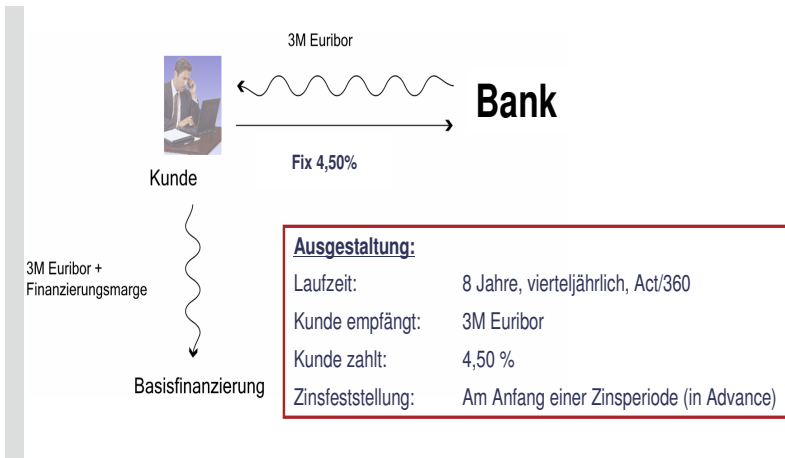 3M Euribor
Bank
Fix 4,50%
Kunde
3M Euribor +
Finanzierungsmarge
Basisfinanzierung
Ausgestaltung:
Laufzeit: 8 Jahre, vierteljährlich, Act/360
Kunde empfängt: 3M Euribor
Kunde zahlt: 4,50 %
Zinsfeststellung: Am Anfang einer Zinsperiode (in Advance)